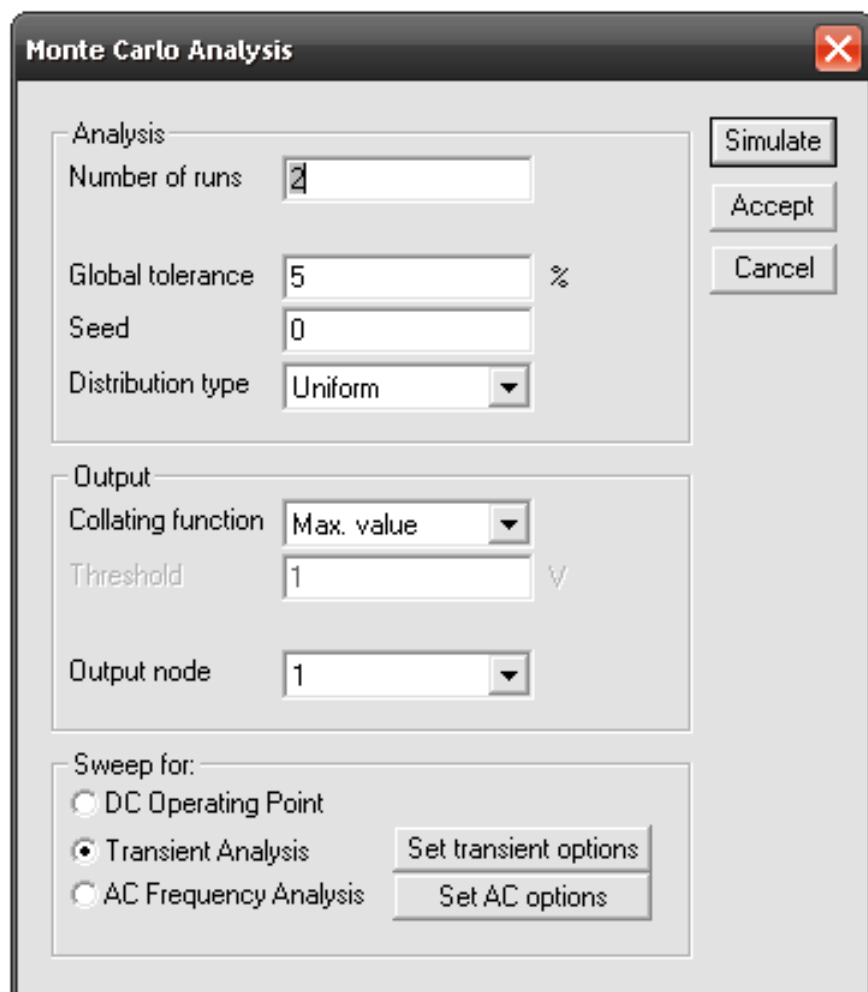 Monte Carlo Analysis
Analysis
Number of runs 2
Global tolerance 5 %
Seed 0
Distribution type Uniform
Simulate
Accept
Cancel
Output
Collating function Max. value
Threshold 1 V
Output node 1
Sweep for:
DC Operating Point
Transient Analysis Set transient options
AC Frequency Analysis Set AC options